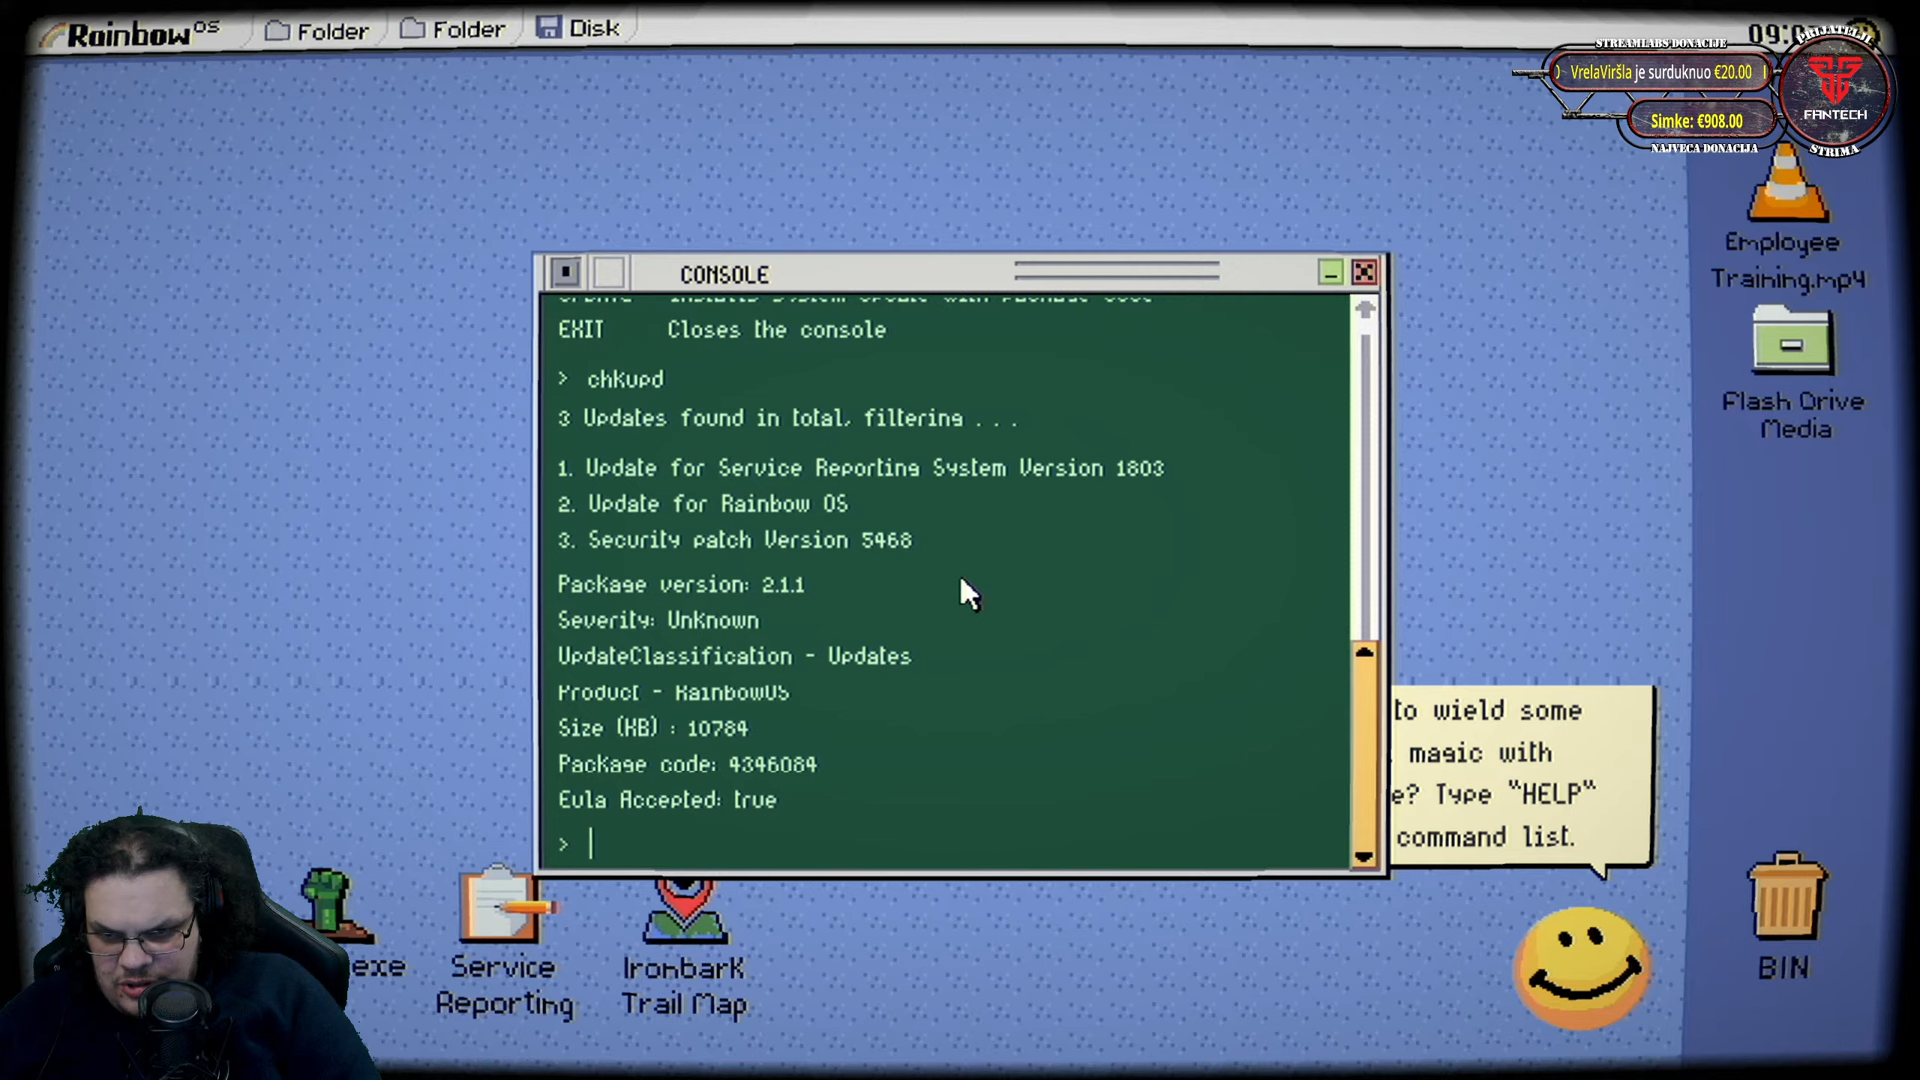 RainbowOS
Folder
Folder
Disk
09:0
STREAMLABS DONACIJE
VrelaViršla je surduknuo €20.00
Simke: €908.00
NAJVECA DONACIJA
PRIJATELJI
FANTECH
STRIMA
Employee
Training.mp4
Flash Drive
Media
CONSOLE
EXIT Closes the console
> chkupd
3 Updates found in total, filtering . . .
1. Update for Service Reporting System Version 1803
2. Update for Rainbow OS
3. Security patch Version 5468
Package version: 2.1.1
Severity: Unknown
UpdateClassification - Updates
Product - RainbowOS
Size (KB) : 10784
Package code: 4346084
Eula Accepted: true
>
to wield some
magic with
e? Type "HELP"
command list.
exe
Service
Reporting
Ironbark
Trail Map
BIN